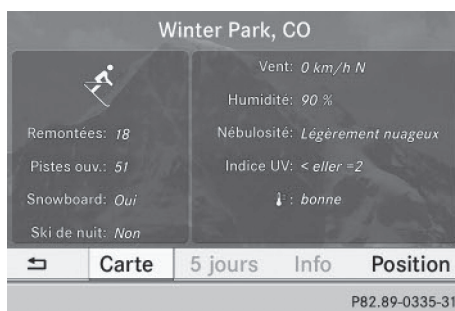 Winter Park, CO
Remontées: 18
Pistes ouv.: 51
Snowboard: Oui
Ski de nuit: Non
Vent: 0 km/h N
Humidité: 90 %
Nébulosité: Légèrement nuageux
Indice UV: < eller =2
: bonne
Carte 5 jours Info Position
P82.89-0335-31